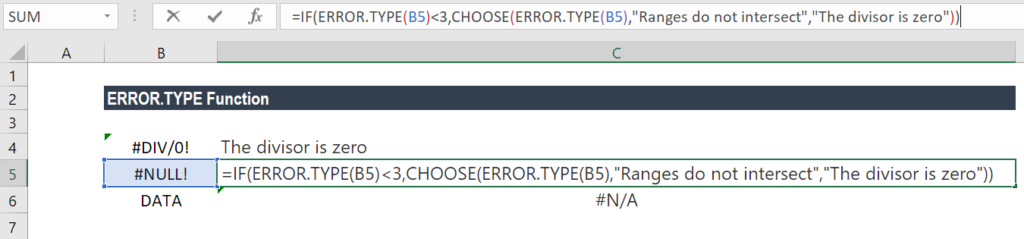 SUM =IF(ERROR.TYPE(B5)<3,CHOOSE(ERROR.TYPE(B5),"Ranges do not intersect","The divisor is zero"))
A B C
1
2 ERROR.TYPE Function
3
4 #DIV/0! The divisor is zero
5 #NULL! =IF(ERROR.TYPE(B5)<3,CHOOSE(ERROR.TYPE(B5),"Ranges do not intersect","The divisor is zero"))
6 DATA #N/A
7